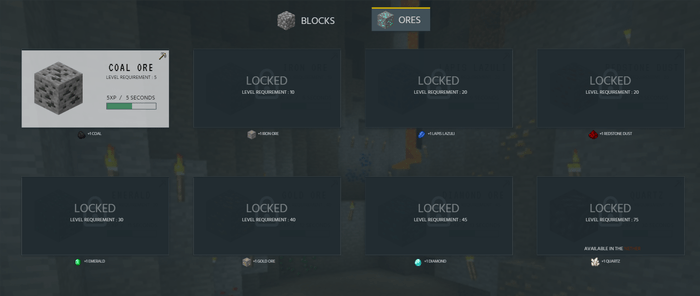 BLOCKS
ORES
COAL ORE
LEVEL REQUIREMENT : 5
5XP / 5 SECONDS
+1 COAL
LOCKED
LEVEL REQUIREMENT : 10
+1 IRON ORE
LOCKED
LEVEL REQUIREMENT : 20
+1 LAPIS LAZULI
LOCKED
LEVEL REQUIREMENT : 20
+1 REDSTONE DUST
LOCKED
LEVEL REQUIREMENT : 30
+1 EMERALD
LOCKED
LEVEL REQUIREMENT : 40
+1 GOLD ORE
LOCKED
LEVEL REQUIREMENT : 45
+1 DIAMOND
LOCKED
LEVEL REQUIREMENT : 75
AVAILABLE IN THE
+1 QUARTZ